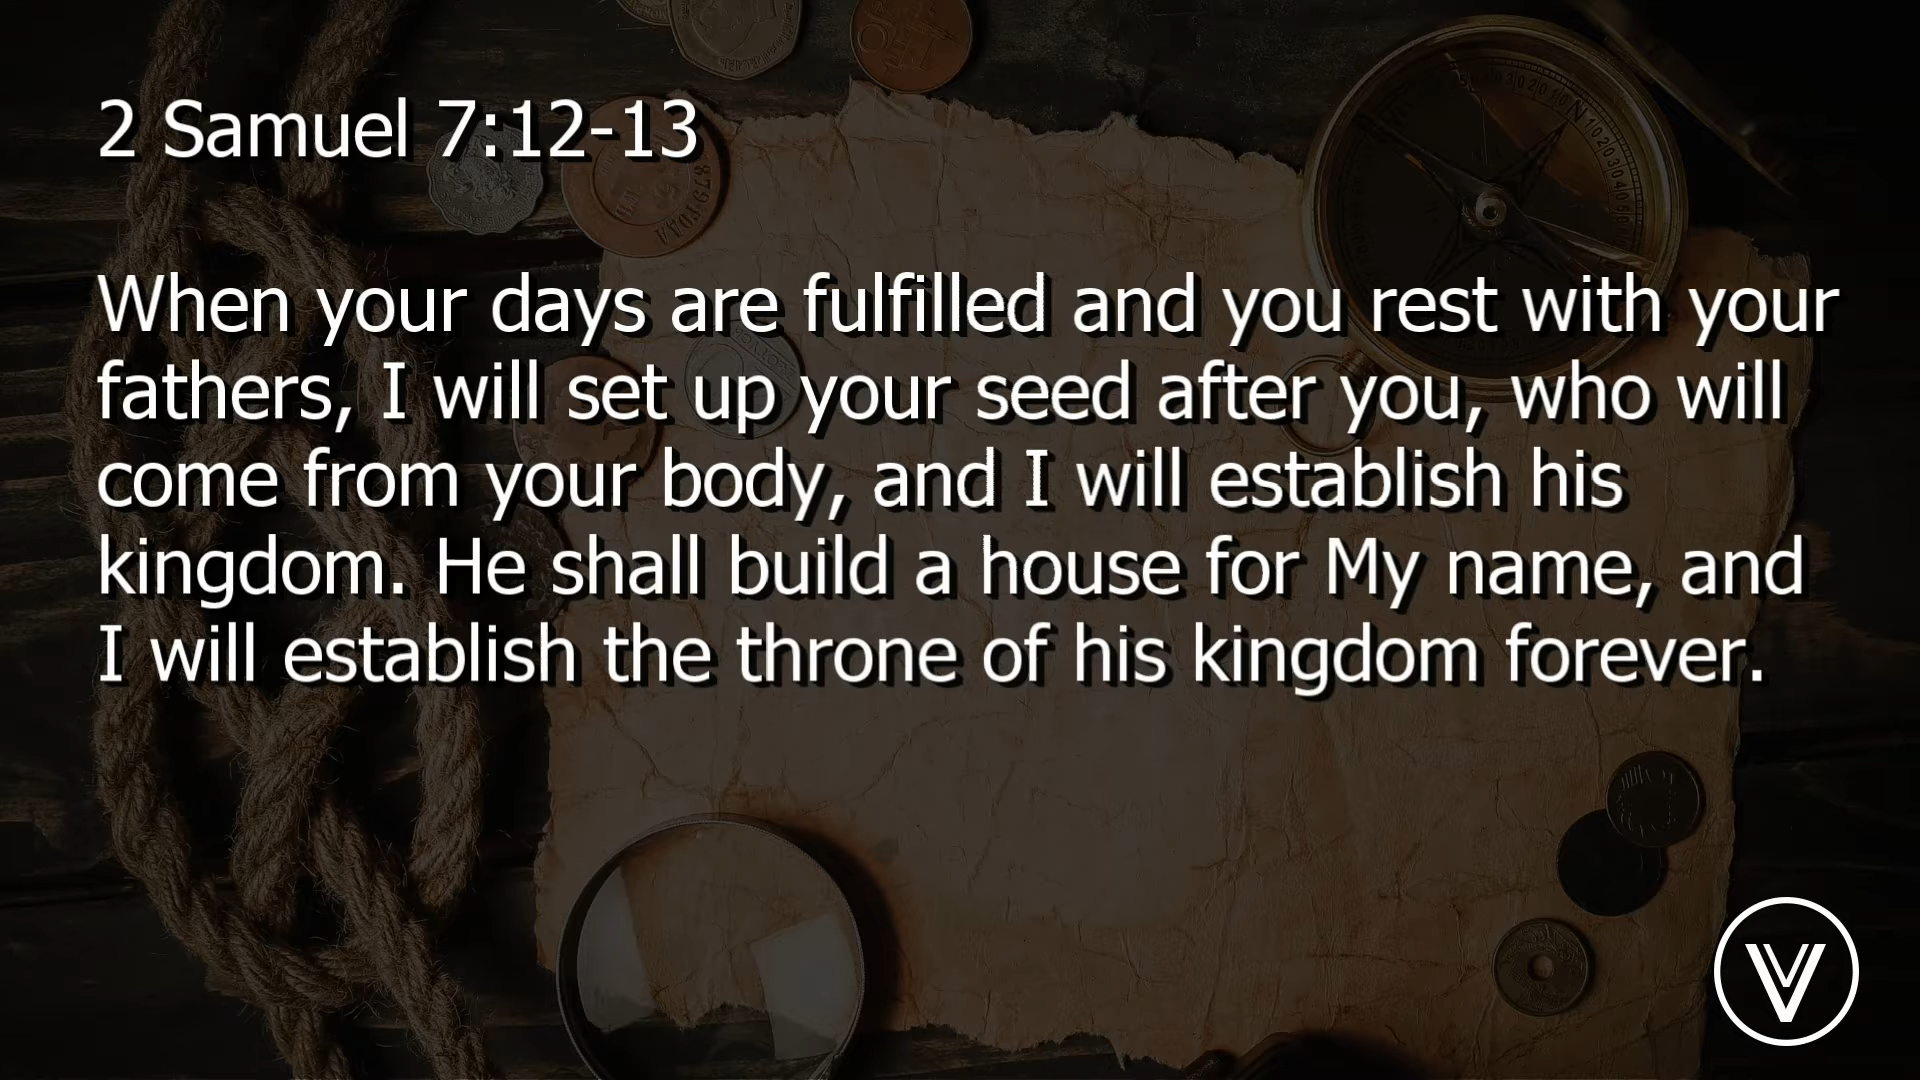 2 Samuel 7:12-13
When your days are fulfilled and you rest with your
fathers, I will set up your seed after you, who will
come from your body, and I will establish his
kingdom. He shall build a house for My name, and
I will establish the throne of his kingdom forever.